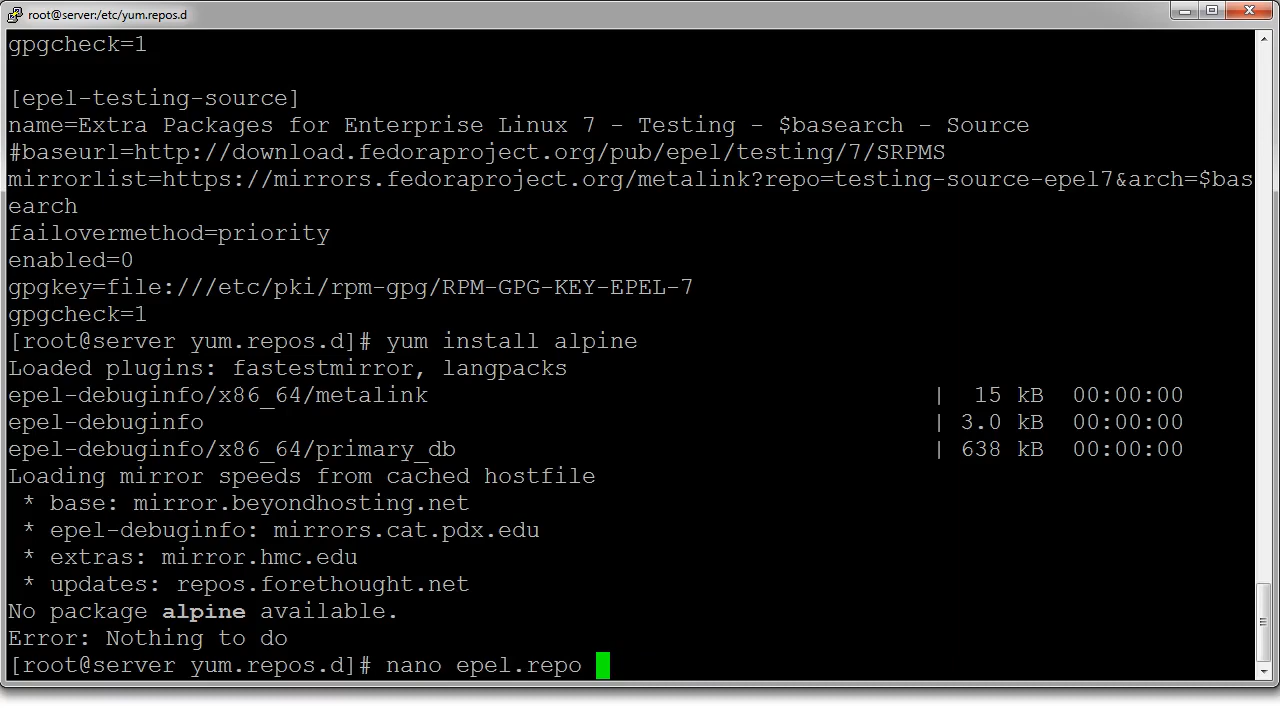 root@server:/etc/yum.repos.d
gpgcheck=1
[epel-testing-source]
name=Extra Packages for Enterprise Linux 7 - Testing - $basearch - Source
#baseurl=http://download.fedoraproject.org/pub/epel/testing/7/SRPMS
mirrorlist=https://mirrors.fedoraproject.org/metalink?repo=testing-source-epel7&arch=$bas
earch
failovermethod=priority
enabled=0
gpgkey=file:///etc/pki/rpm-gpg/RPM-GPG-KEY-EPEL-7
gpgcheck=1
[root@server yum.repos.d]# yum install alpine
Loaded plugins: fastestmirror, langpacks
epel-debuginfo/x86_64/metalink | 15 kB 00:00:00
epel-debuginfo | 3.0 kB 00:00:00
epel-debuginfo/x86_64/primary_db | 638 kB 00:00:00
Loading mirror speeds from cached hostfile
 * base: mirror.beyondhosting.net
 * epel-debuginfo: mirrors.cat.pdx.edu
 * extras: mirror.hmc.edu
 * updates: repos.forethought.net
No package alpine available.
Error: Nothing to do
[root@server yum.repos.d]# nano epel.repo